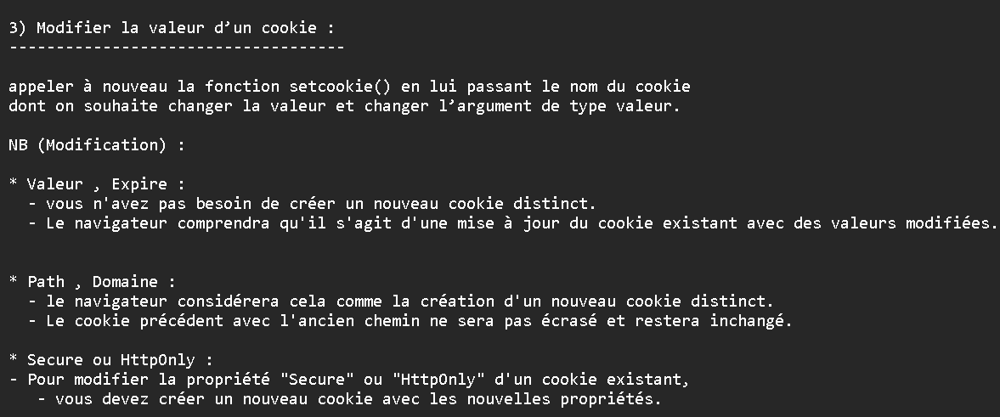 3) Modifier la valeur d’un cookie :
------------------------------------
appeler à nouveau la fonction setcookie() en lui passant le nom du cookie
dont on souhaite changer la valeur et changer l’argument de type valeur.
NB (Modification) :
* Valeur , Expire :
- vous n'avez pas besoin de créer un nouveau cookie distinct.
- Le navigateur comprendra qu'il s'agit d'une mise à jour du cookie existant avec des valeurs modifiées.
* Path , Domaine :
- le navigateur considérera cela comme la création d'un nouveau cookie distinct.
- Le cookie précédent avec l'ancien chemin ne sera pas écrasé et restera inchangé.
* Secure ou HttpOnly :
- Pour modifier la propriété "Secure" ou "HttpOnly" d'un cookie existant,
- vous devez créer un nouveau cookie avec les nouvelles propriétés.